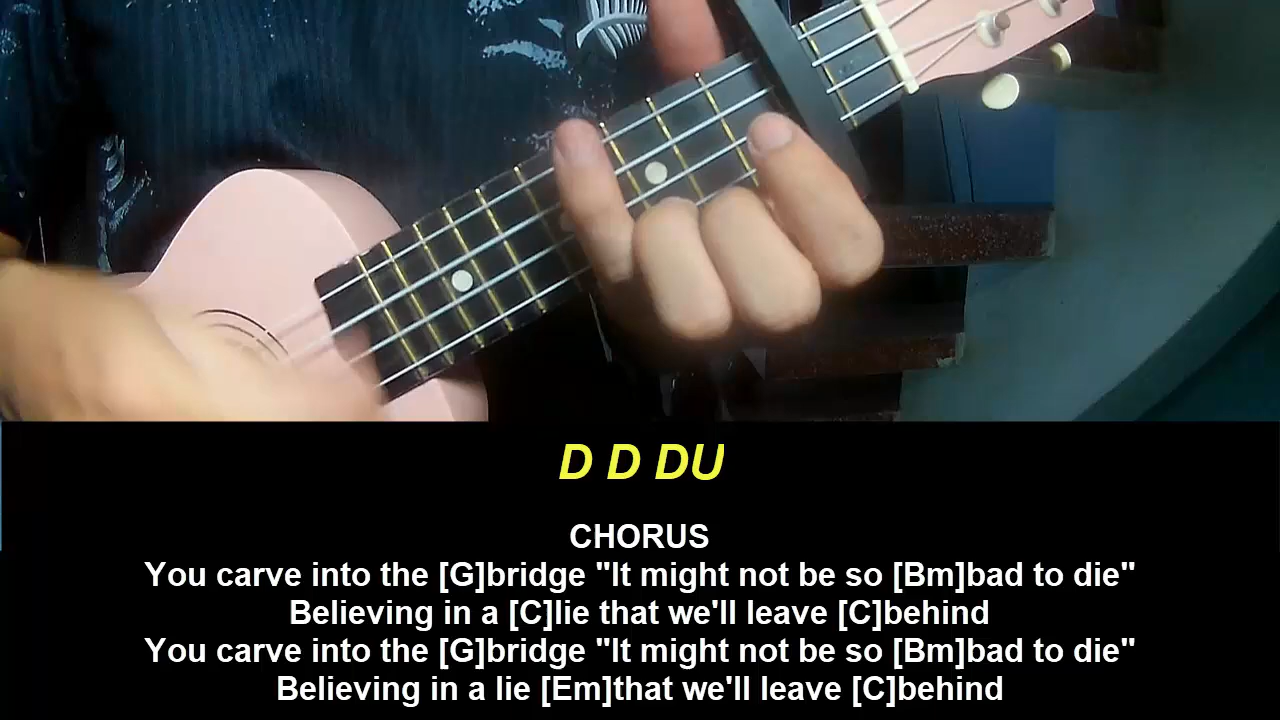 D D DU
CHORUS
You carve into the [G]bridge "It might not be so [Bm]bad to die"
Believing in a [C]lie that we'll leave [C]behind
You carve into the [G]bridge "It might not be so [Bm]bad to die"
Believing in a lie [Em]that we'll leave [C]behind